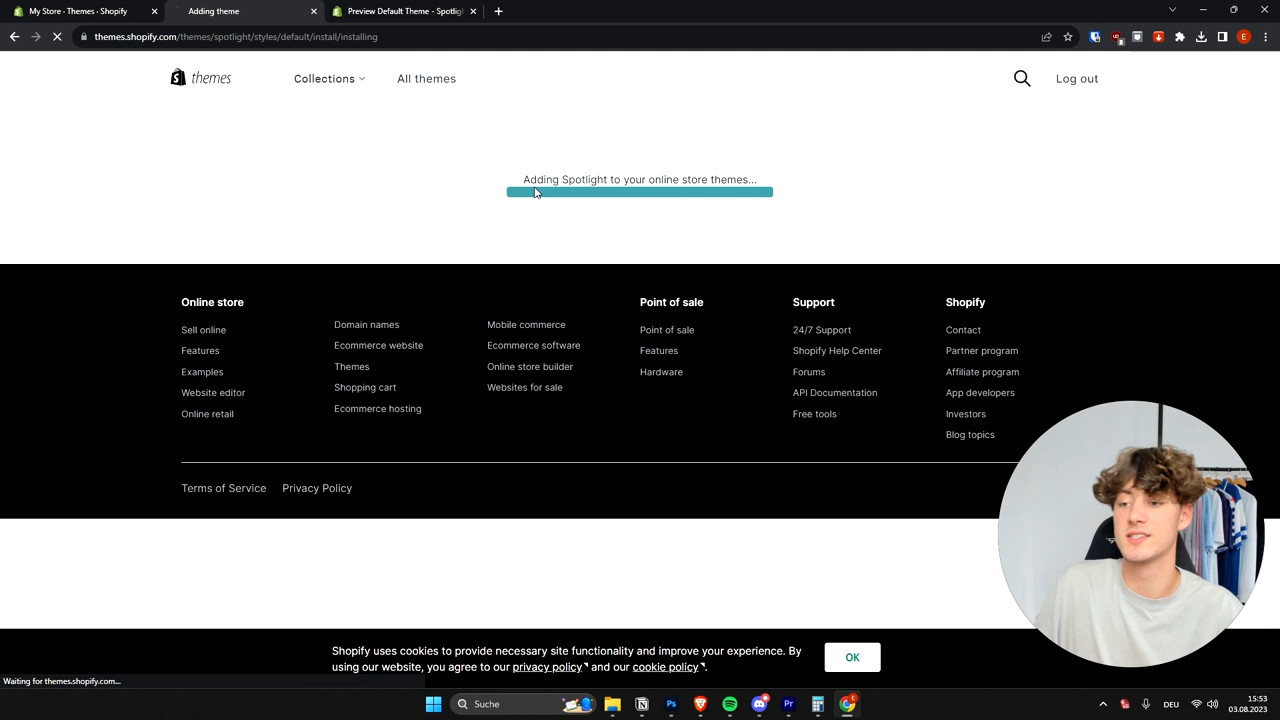 My Store · Themes · Shopify
Adding theme
Preview Default Theme - Spotligh
themes.shopify.com/themes/spotlight/styles/default/install/installing
E
themes
Collections
All themes
Log out
Adding Spotlight to your online store themes...
Online store
Sell online
Features
Examples
Website editor
Online retail
Domain names
Ecommerce website
Themes
Shopping cart
Ecommerce hosting
Mobile commerce
Ecommerce software
Online store builder
Websites for sale
Point of sale
Point of sale
Features
Hardware
Support
24/7 Support
Shopify Help Center
Forums
API Documentation
Free tools
Shopify
Contact
Partner program
Affiliate program
App developers
Investors
Blog topics
Terms of Service
Privacy Policy
Shopify uses cookies to provide necessary site functionality and improve your experience. By
using our website, you agree to our privacy policy and our cookie policy.
OK
Waiting for themes.shopify.com...
Suche
Ps
Pr
DEU
15:53
03.08.2023